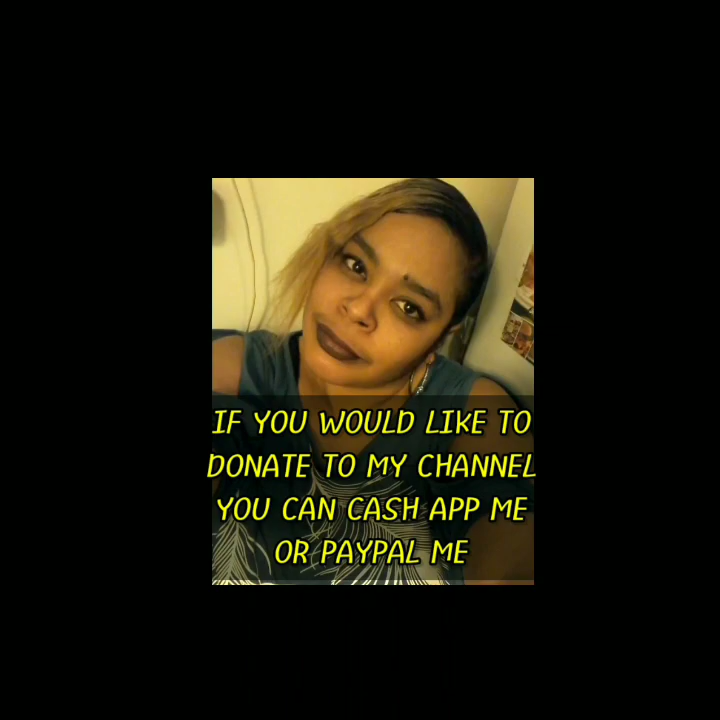 IF YOU WOULD LIKE TO
DONATE TO MY CHANNEL
YOU CAN CASH APP ME
OR PAYPAL ME